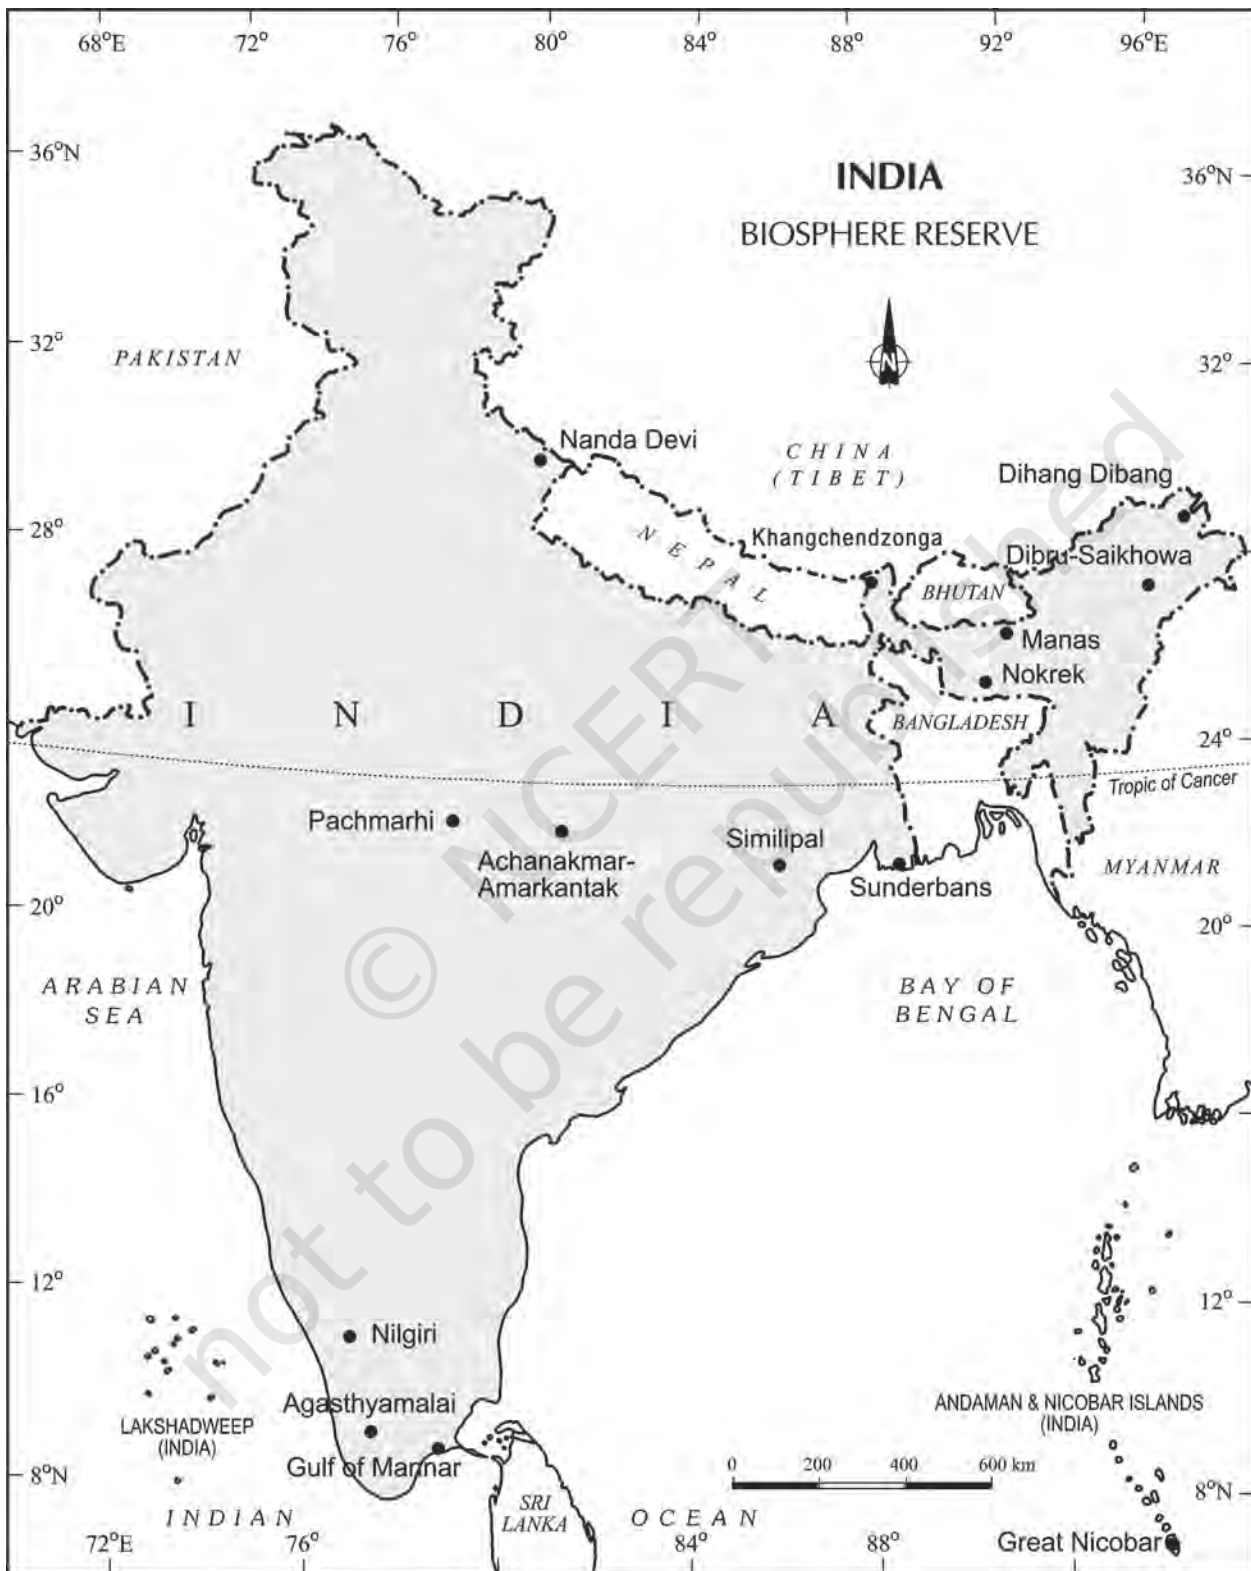 68°E 72° 76° 80° 84° 88° 92° 96°E
36°N
INDIA
36°N
BIOSPHERE RESERVE
N
32°
PAKISTAN
32°
Nanda Devi
CHINA
(TIBET)
Dihang Dibang
28°
NEPAL
Khangchendzonga
Dibru-Saikhowa
BHUTAN
Manas
Nokrek
INDIA
BANGLADESH
24°
Tropic of Cancer
Pachmarhi
Achanakmar-
Amarkantak
Similipal
Sunderbans
MYANMAR
20°
20°
ARABIAN
SEA
BAY OF
BENGAL
16°
12°
12°
Nilgiri
Agasthyamalai
LAKSHADWEEP
(INDIA)
Gulf of Mannar
ANDAMAN & NICOBAR ISLANDS
(INDIA)
8°N
0 200 400 600 km
8°N
INDIAN
SRI
LANKA
OCEAN
Great Nicobar
72°E 76° 84° 88°
© NCERT
not to be republished